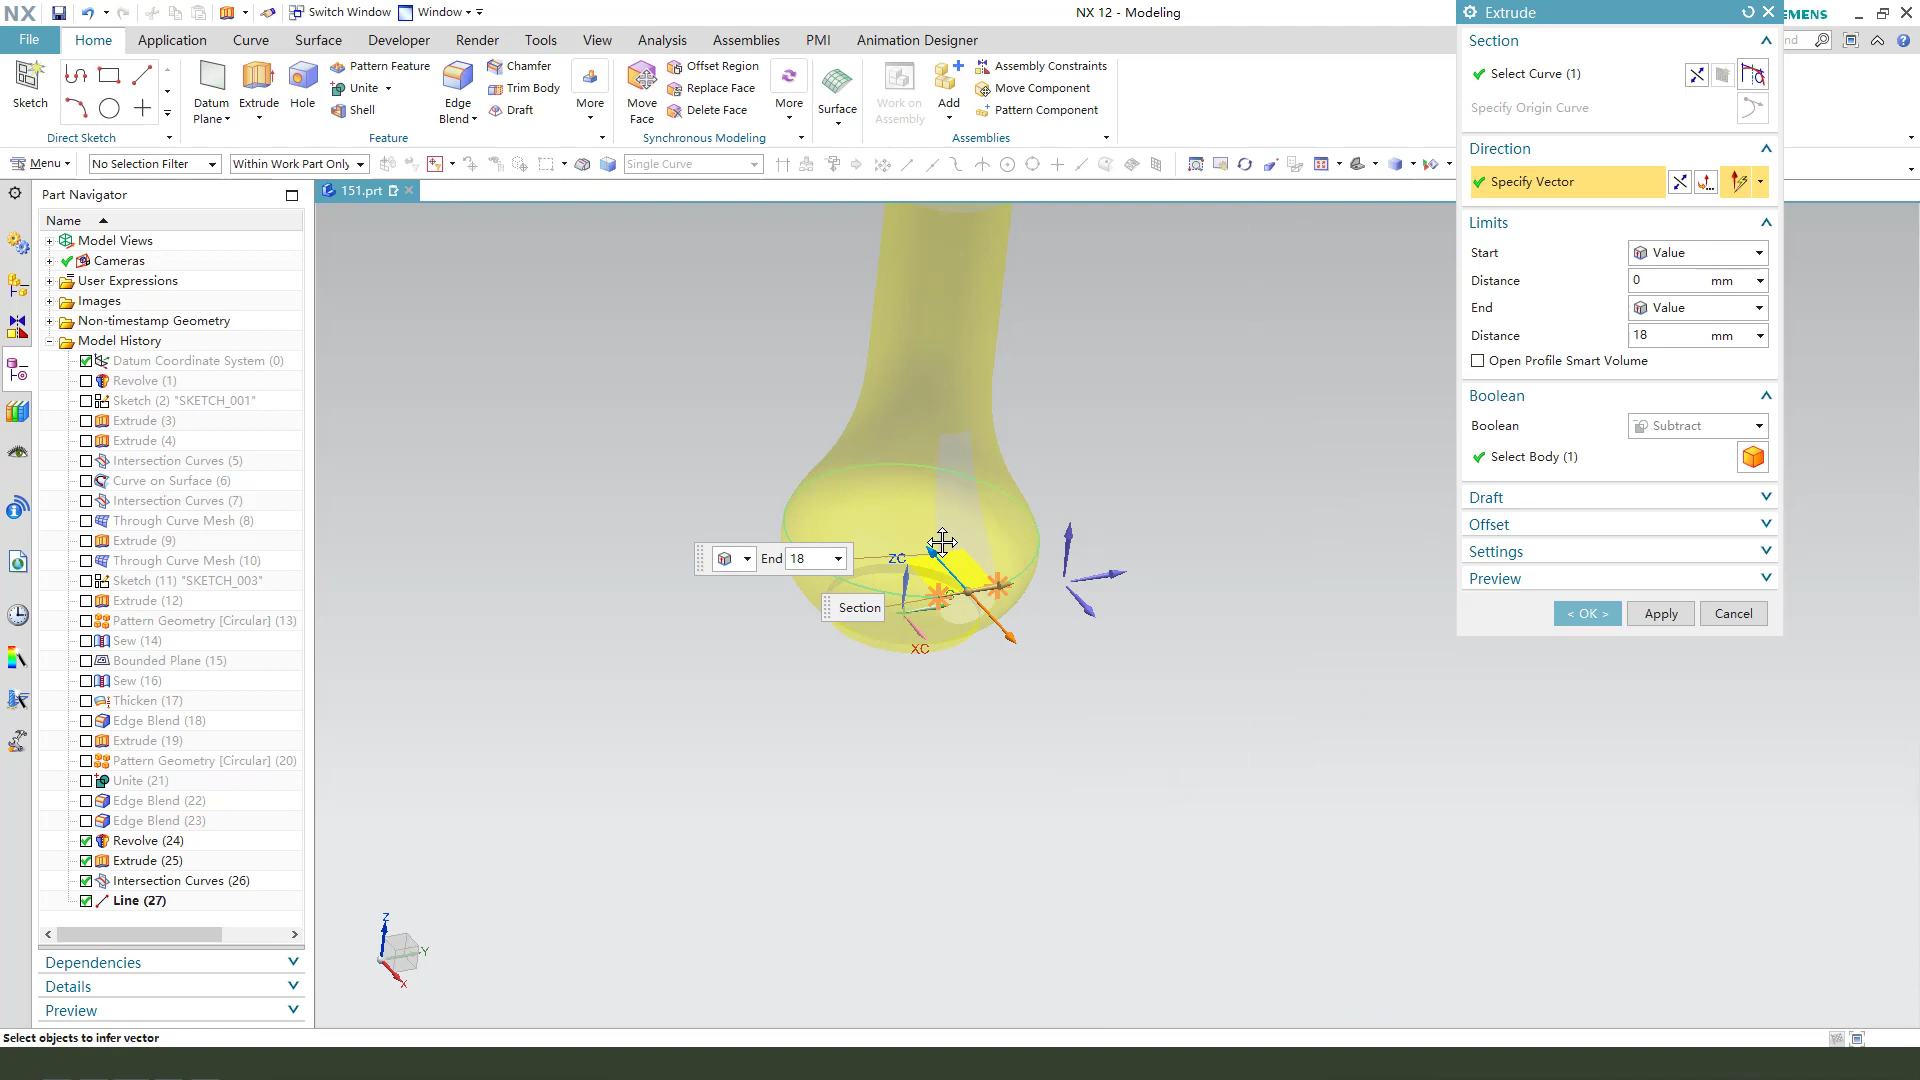 NX
Switch Window
Window
NX 12 - Modeling
Extrude
EMENS
File
Home
Application
Curve
Surface
Developer
Render
Tools
View
Analysis
Assemblies
PMI
Animation Designer
nd
Sketch
Datum Plane
Extrude
Hole
Pattern Feature
Unite
Shell
Edge Blend
Chamfer
Trim Body
Draft
More
Move Face
Offset Region
Replace Face
Delete Face
More
Surface
Work on Assembly
Add
Assembly Constraints
Move Component
Pattern Component
Direct Sketch
Feature
Synchronous Modeling
Assemblies
Menu
No Selection Filter
Within Work Part Only
Single Curve
Part Navigator
151.prt
Name
Model Views
Cameras
User Expressions
Images
Non-timestamp Geometry
Model History
Datum Coordinate System (0)
Revolve (1)
Sketch (2) "SKETCH_001"
Extrude (3)
Extrude (4)
Intersection Curves (5)
Curve on Surface (6)
Intersection Curves (7)
Through Curve Mesh (8)
Extrude (9)
Through Curve Mesh (10)
Sketch (11) "SKETCH_003"
Extrude (12)
Pattern Geometry [Circular] (13)
Sew (14)
Bounded Plane (15)
Sew (16)
Thicken (17)
Edge Blend (18)
Extrude (19)
Pattern Geometry [Circular] (20)
Unite (21)
Edge Blend (22)
Edge Blend (23)
Revolve (24)
Extrude (25)
Intersection Curves (26)
Line (27)
Dependencies
Details
Preview
Select objects to infer vector
End 18
Section
ZC
XC
Z
Y
X
Section
Select Curve (1)
Specify Origin Curve
Direction
Specify Vector
Limits
Start
Value
Distance
0 mm
End
Value
Distance
18 mm
Open Profile Smart Volume
Boolean
Boolean
Subtract
Select Body (1)
Draft
Offset
Settings
Preview
< OK >
Apply
Cancel